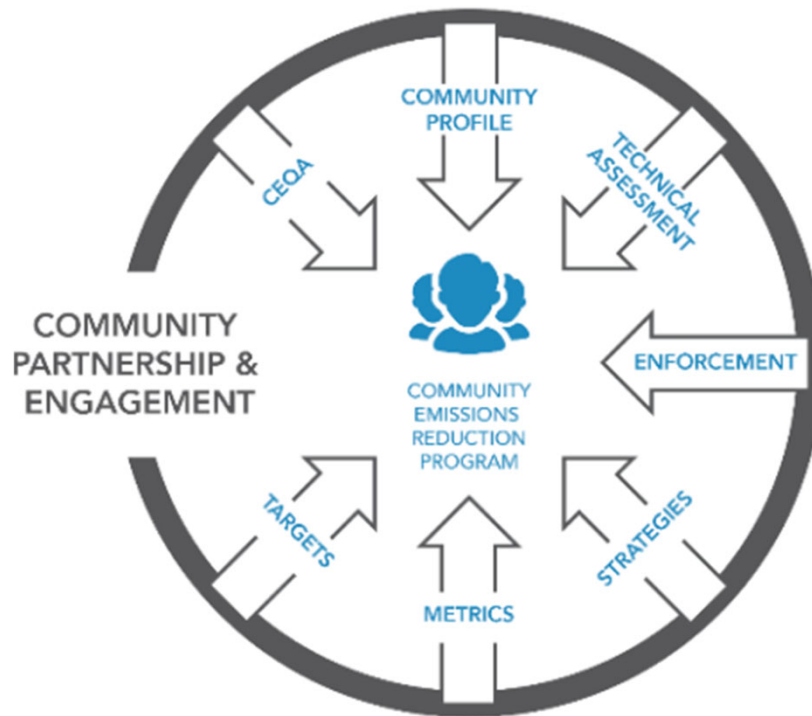 COMMUNITY
PROFILE
CEQA
TECHNICAL
ASSESSMENT
COMMUNITY
PARTNERSHIP &
ENGAGEMENT
ENFORCEMENT
COMMUNITY
EMISSIONS
REDUCTION
PROGRAM
TARGETS
STRATEGIES
METRICS